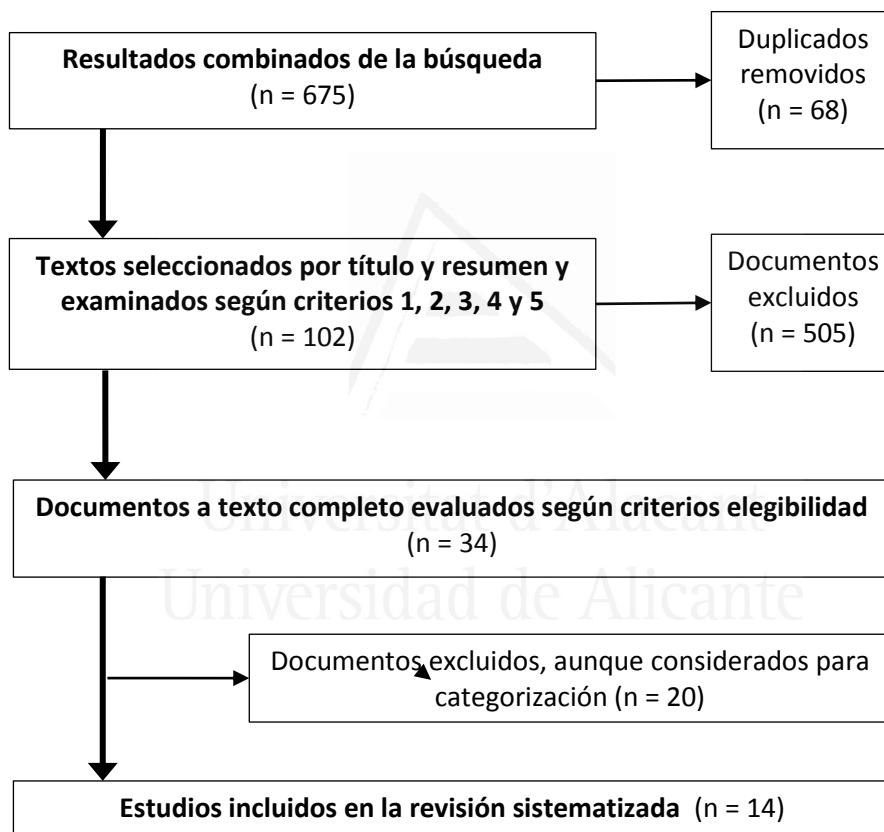 Resultados combinados de la búsqueda
(n = 675)
Duplicados
removidos
(n = 68)
Textos seleccionados por título y resumen y
examinados según criterios 1, 2, 3, 4 y 5
(n = 102)
Documentos
excluidos
(n = 505)
Documentos a texto completo evaluados según criterios elegibilidad
(n = 34)
Universitat d'Alacant
Universidad de Alicante
Documentos excluidos, aunque considerados para
categorización (n = 20)
Estudios incluidos en la revisión sistematizada (n = 14)